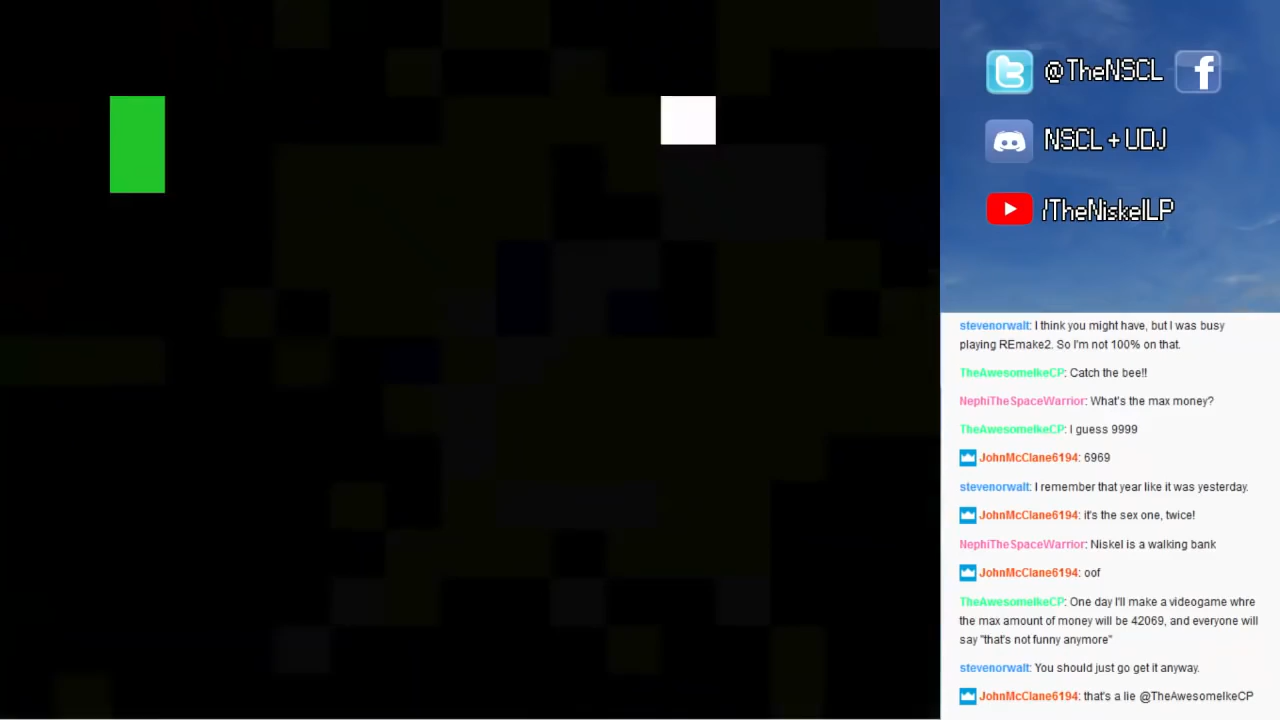 @TheNSCL
NSCL + UDJ
/TheNiskelLP
stevenorwalt: I think you might have, but I was busy
playing REmake2. So I'm not 100% on that.
TheAwesomeIkeCP: Catch the bee!!
NephiTheSpaceWarrior: What's the max money?
TheAwesomeIkeCP: I guess 9999
JohnMcClane6194: 6969
stevenorwalt: I remember that year like it was yesterday.
JohnMcClane6194: it's the sex one, twice!
NephiTheSpaceWarrior: Niskel is a walking bank
JohnMcClane6194: oof
TheAwesomeIkeCP: One day I'll make a videogame whre
the max amount of money will be 42069, and everyone will
say "that's not funny anymore"
stevenorwalt: You should just go get it anyway.
JohnMcClane6194: that's a lie @TheAwesomeIkeCP